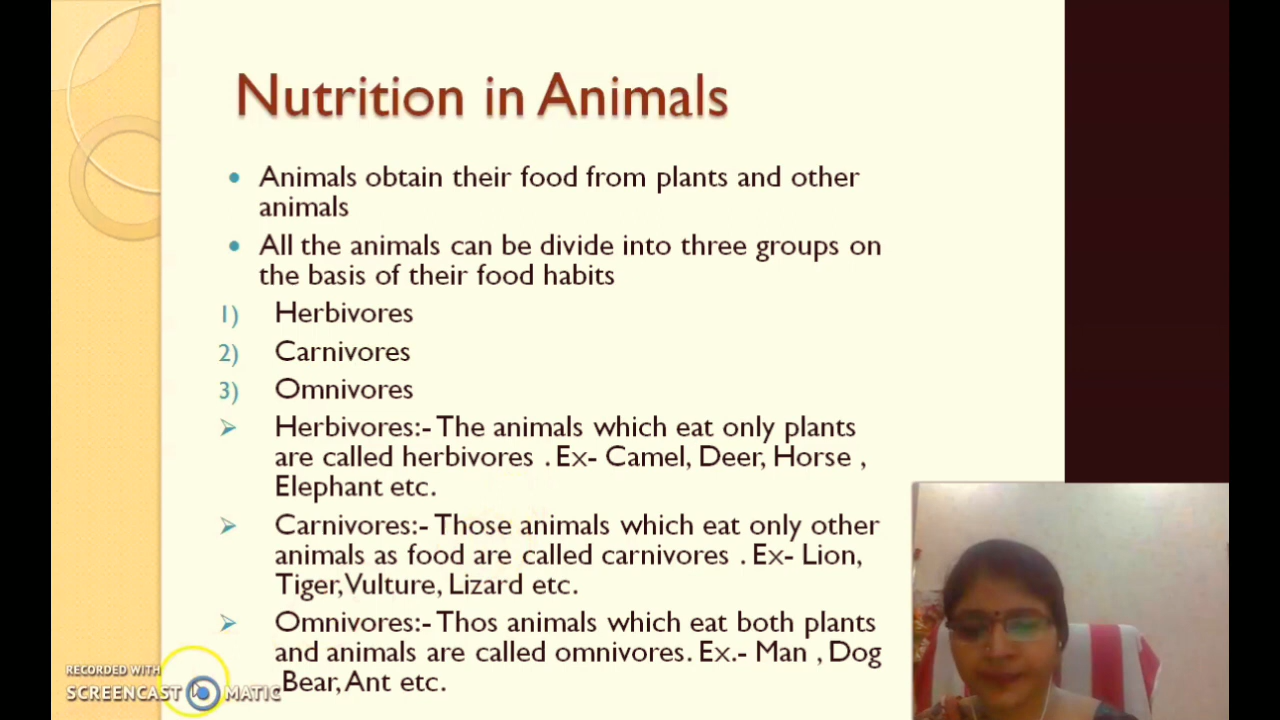 Nutrition in Animals
• Animals obtain their food from plants and other
animals
• All the animals can be divide into three groups on
the basis of their food habits
1) Herbivores
2) Carnivores
3) Omnivores
➢ Herbivores:- The animals which eat only plants
are called herbivores . Ex- Camel, Deer, Horse ,
Elephant etc.
➢ Carnivores:- Those animals which eat only other
animals as food are called carnivores . Ex- Lion,
Tiger, Vulture, Lizard etc.
➢ Omnivores:- Thos animals which eat both plants
and animals are called omnivores. Ex.- Man , Dog
Bear, Ant etc.
RECORDED WITH
SCREENCAST MATIC